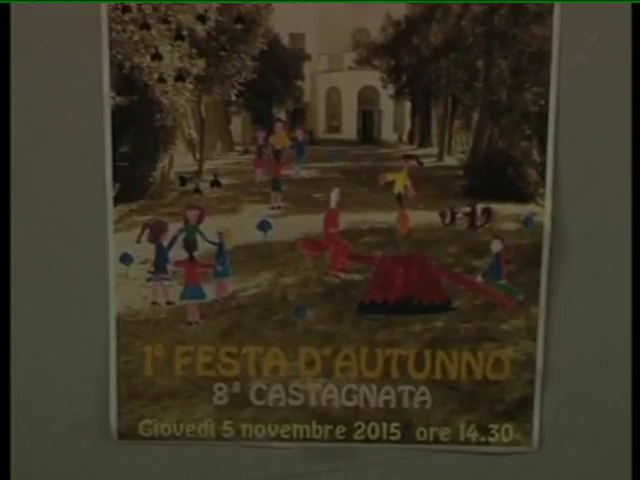 1ª FESTA D'AUTUNNO
8ª CASTAGNATA
Giovedì 5 novembre 2015 ore 14.30